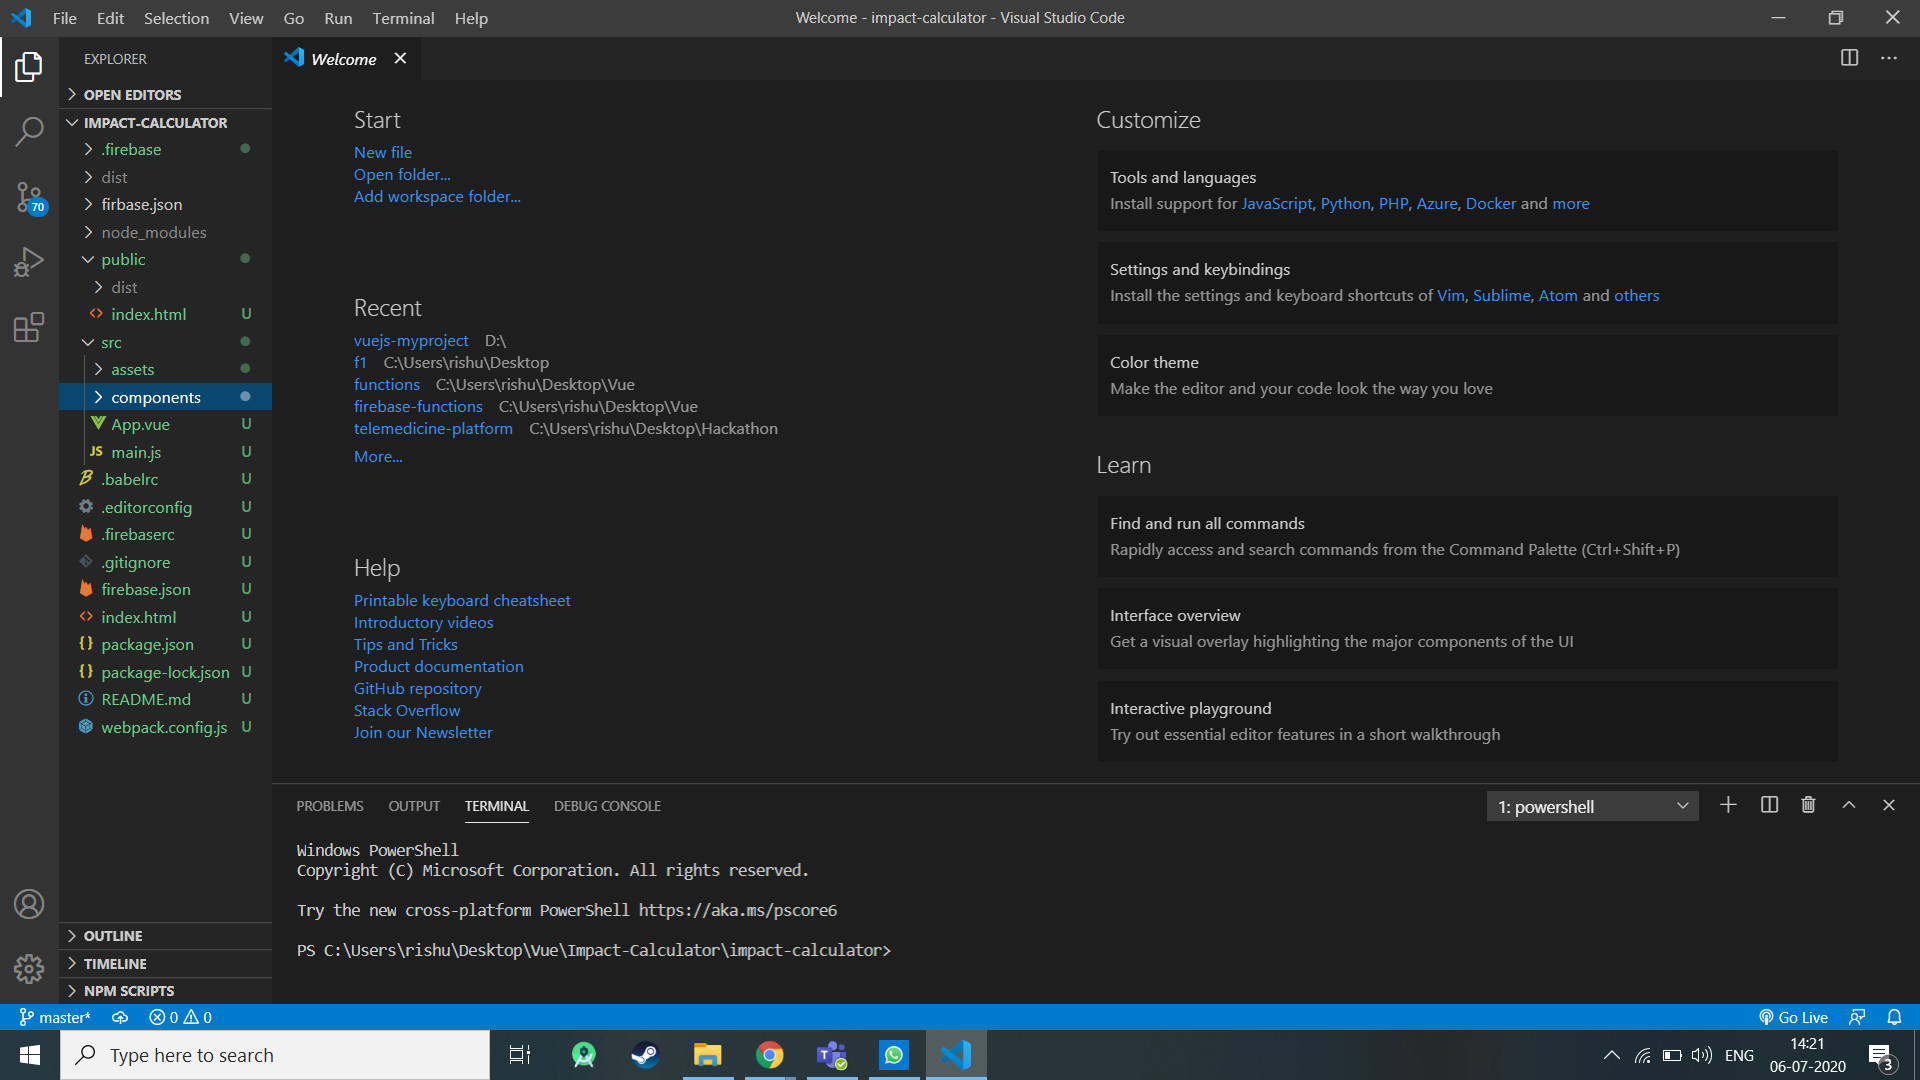 File Edit Selection View Go Run Terminal Help
Welcome - impact-calculator - Visual Studio Code
EXPLORER
OPEN EDITORS
IMPACT-CALCULATOR
.firebase
dist
firbase.json
node_modules
public
dist
index.html U
src
assets
components
App.vue U
JS main.js U
.babelrc U
.editorconfig U
.firebaserc U
.gitignore U
firebase.json U
index.html U
{} package.json U
{} package-lock.json U
README.md U
webpack.config.js U
OUTLINE
TIMELINE
NPM SCRIPTS
70
Welcome
Start
New file
Open folder...
Add workspace folder...
Recent
vuejs-myproject D:\
f1 C:\Users\rishu\Desktop
functions C:\Users\rishu\Desktop\Vue
firebase-functions C:\Users\rishu\Desktop\Vue
telemedicine-platform C:\Users\rishu\Desktop\Hackathon
More...
Help
Printable keyboard cheatsheet
Introductory videos
Tips and Tricks
Product documentation
GitHub repository
Stack Overflow
Join our Newsletter
Customize
Tools and languages
Install support for JavaScript, Python, PHP, Azure, Docker and more
Settings and keybindings
Install the settings and keyboard shortcuts of Vim, Sublime, Atom and others
Color theme
Make the editor and your code look the way you love
Learn
Find and run all commands
Rapidly access and search commands from the Command Palette (Ctrl+Shift+P)
Interface overview
Get a visual overlay highlighting the major components of the UI
Interactive playground
Try out essential editor features in a short walkthrough
PROBLEMS OUTPUT TERMINAL DEBUG CONSOLE
1: powershell
Windows PowerShell
Copyright (C) Microsoft Corporation. All rights reserved.
Try the new cross-platform PowerShell https://aka.ms/pscore6
PS C:\Users\rishu\Desktop\Vue\Impact-Calculator\impact-calculator>
master* 0 0
Go Live
Type here to search
ENG
14:21
06-07-2020
3